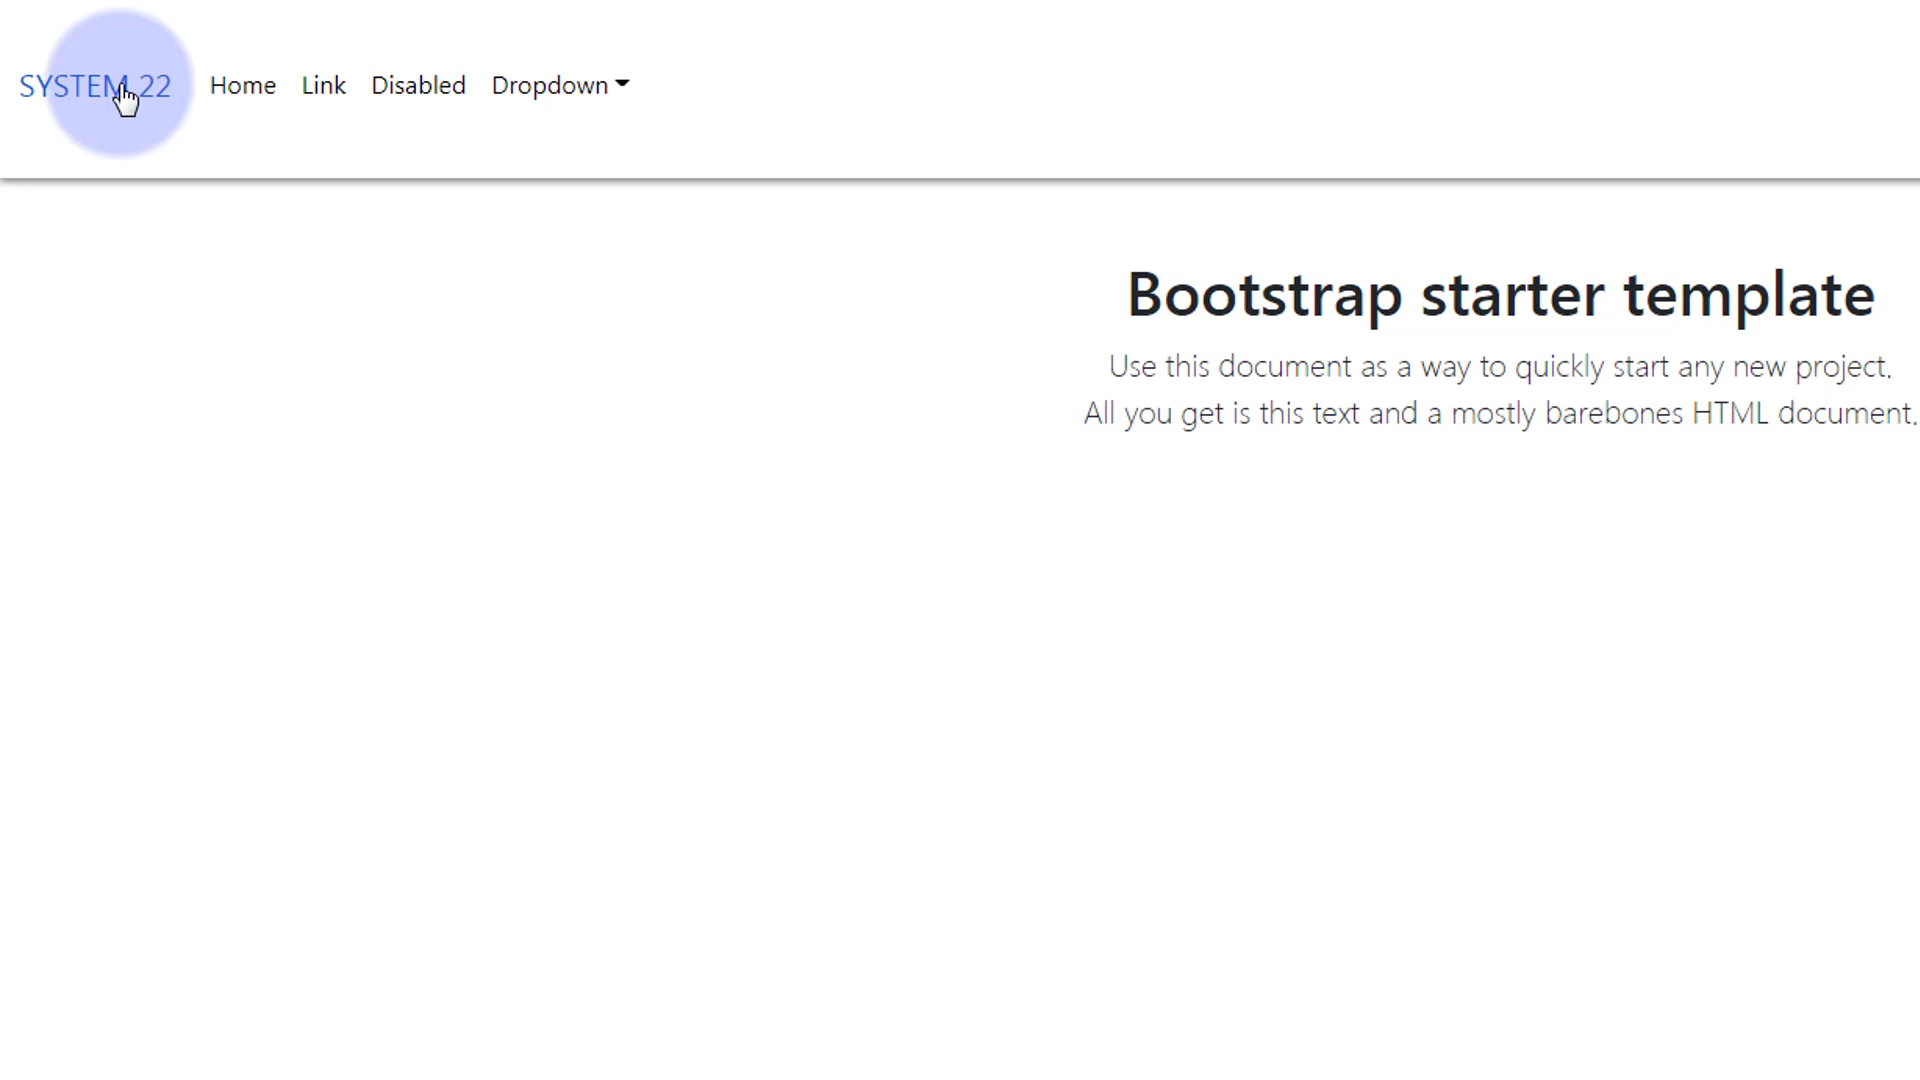 SYSTEM 22 Home Link Disabled Dropdown
Bootstrap starter template
Use this document as a way to quickly start any new project.
All you get is this text and a mostly barebones HTML document.